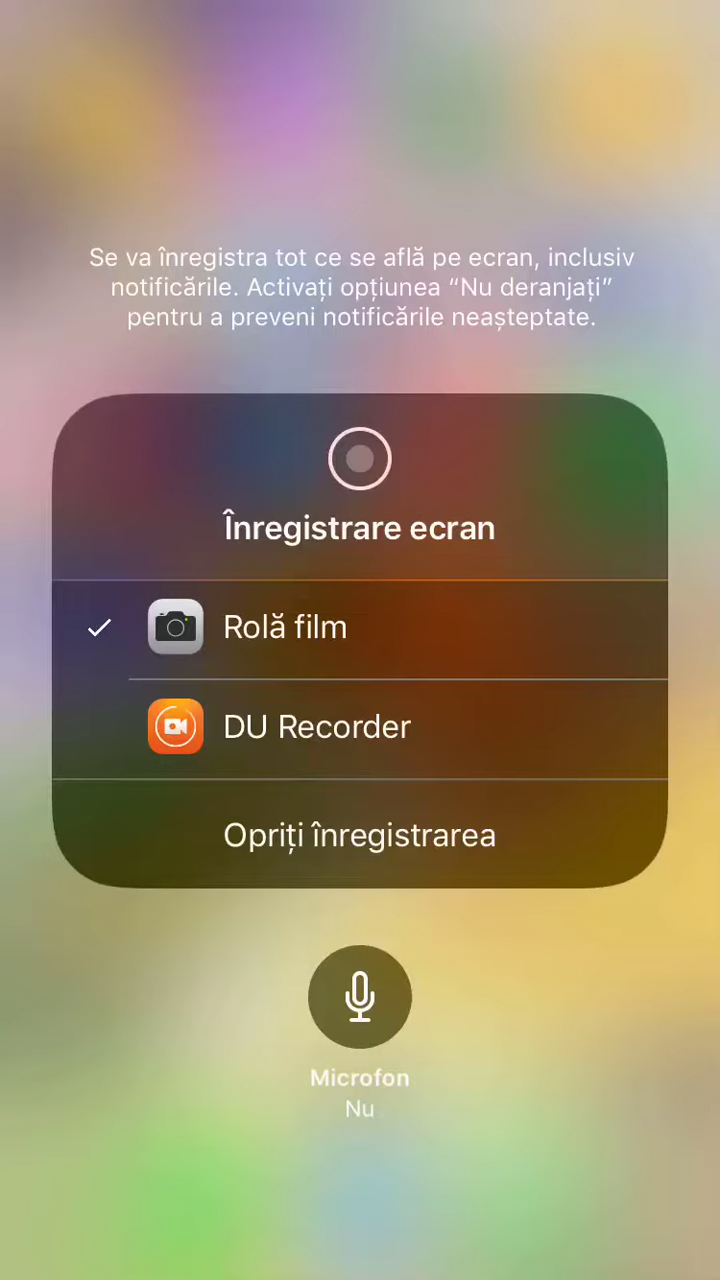 Se va înregistra tot ce se află pe ecran, inclusiv
notificările. Activați opțiunea “Nu deranjați”
pentru a preveni notificările neașteptate.
Înregistrare ecran
Rolă film
DU Recorder
Opriți înregistrarea
Microfon
Nu